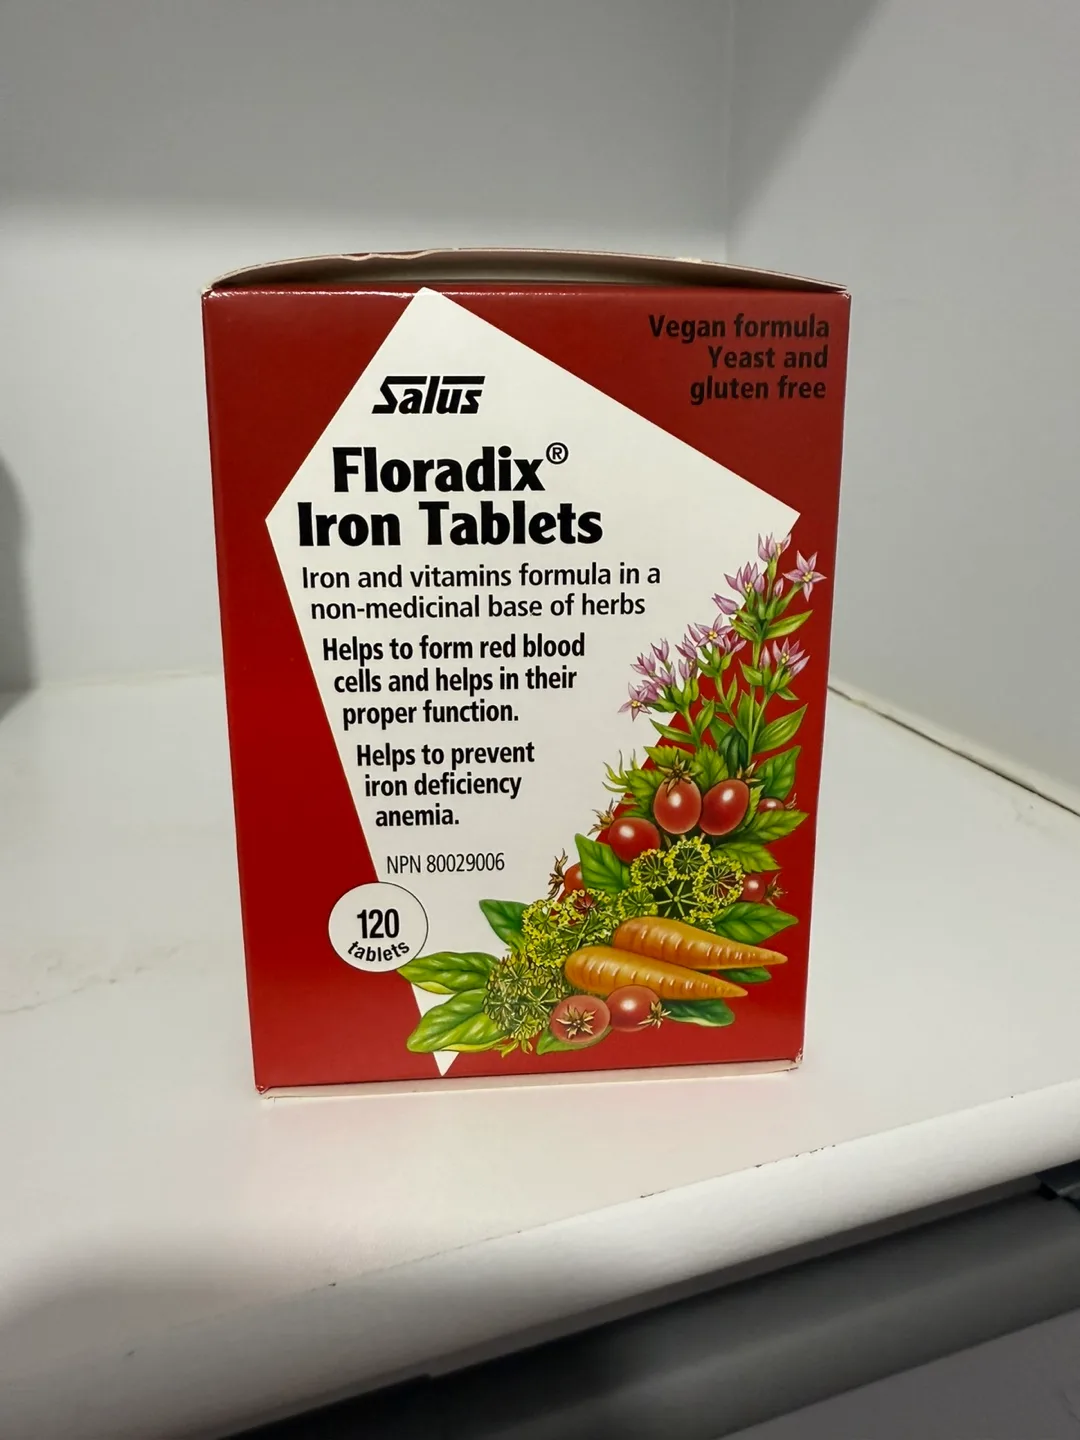 Vegan formula
Yeast and
gluten free
Salus
Floradix®
Iron Tablets
Iron and vitamins formula in a
non-medicinal base of herbs
Helps to form red blood
cells and helps in their
proper function.
Helps to prevent
iron deficiency
anemia.
NPN 80029006
120
tablets